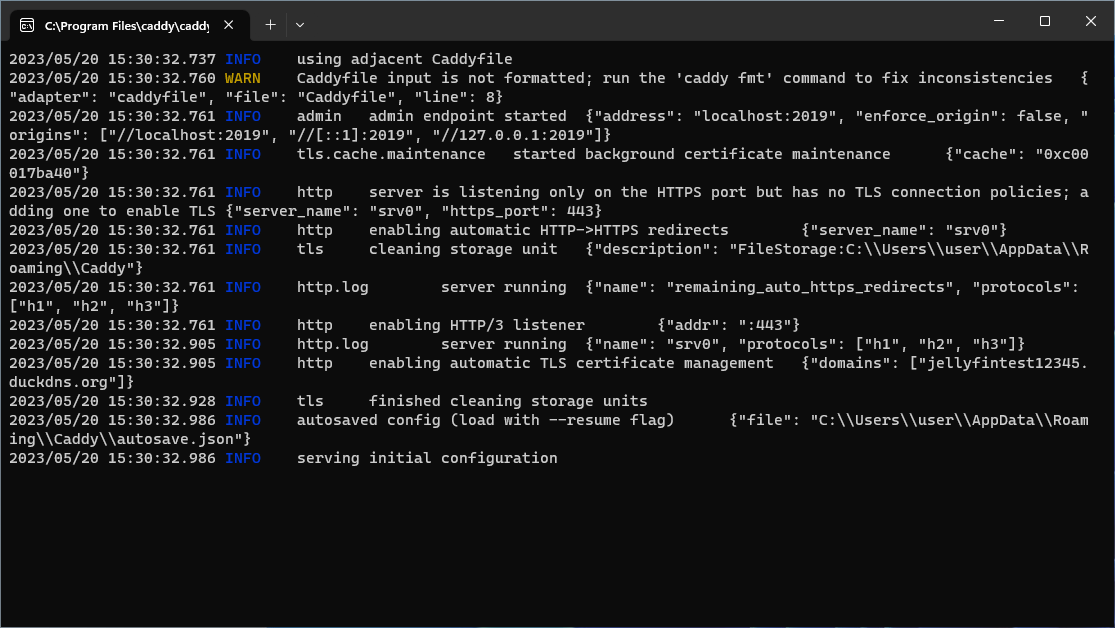 C:\Program Files\caddy\caddy
2023/05/20 15:30:32.737 INFO    using adjacent Caddyfile
2023/05/20 15:30:32.760 WARN    Caddyfile input is not formatted; run the 'caddy fmt' command to fix inconsistencies   {
"adapter": "caddyfile", "file": "Caddyfile", "line": 8}
2023/05/20 15:30:32.761 INFO    admin   admin endpoint started  {"address": "localhost:2019", "enforce_origin": false, "
origins": ["//localhost:2019", "//[::1]:2019", "//127.0.0.1:2019"]}
2023/05/20 15:30:32.761 INFO    tls.cache.maintenance   started background certificate maintenance      {"cache": "0xc00
017ba40"}
2023/05/20 15:30:32.761 INFO    http    server is listening only on the HTTPS port but has no TLS connection policies; a
dding one to enable TLS {"server_name": "srv0", "https_port": 443}
2023/05/20 15:30:32.761 INFO    http    enabling automatic HTTP->HTTPS redirects        {"server_name": "srv0"}
2023/05/20 15:30:32.761 INFO    tls     cleaning storage unit   {"description": "FileStorage:C:\\Users\\user\\AppData\\R
oaming\\Caddy"}
2023/05/20 15:30:32.761 INFO    http.log        server running  {"name": "remaining_auto_https_redirects", "protocols":
["h1", "h2", "h3"]}
2023/05/20 15:30:32.761 INFO    http    enabling HTTP/3 listener        {"addr": ":443"}
2023/05/20 15:30:32.905 INFO    http.log        server running  {"name": "srv0", "protocols": ["h1", "h2", "h3"]}
2023/05/20 15:30:32.905 INFO    http    enabling automatic TLS certificate management   {"domains": ["jellyfintest12345.
duckdns.org"]}
2023/05/20 15:30:32.928 INFO    tls     finished cleaning storage units
2023/05/20 15:30:32.986 INFO    autosaved config (load with --resume flag)      {"file": "C:\\Users\\user\\AppData\\Roam
ing\\Caddy\\autosave.json"}
2023/05/20 15:30:32.986 INFO    serving initial configuration